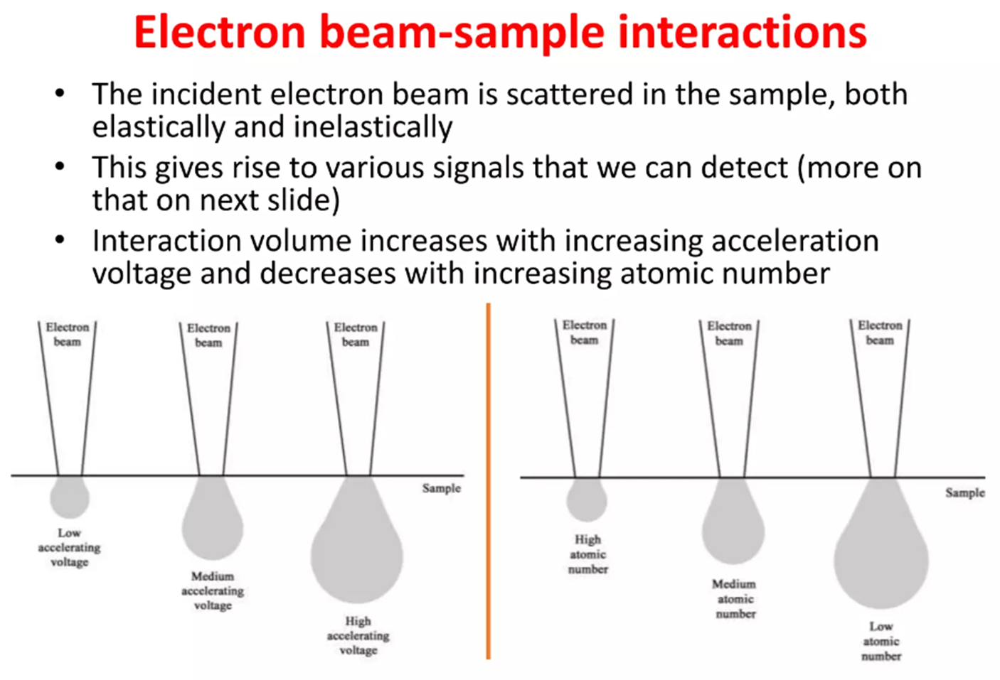 Electron beam-sample interactions
• The incident electron beam is scattered in the sample, both
elastically and inelastically
• This gives rise to various signals that we can detect (more on
that on next slide)
• Interaction volume increases with increasing acceleration
voltage and decreases with increasing atomic number
Electron
beam
Electron
beam
Electron
beam
Sample
Low
accelerating
voltage
Medium
accelerating
voltage
High
accelerating
voltage
Electron
beam
Electron
beam
Electron
beam
Sample
High
atomic
number
Medium
atomic
number
Low
atomic
number